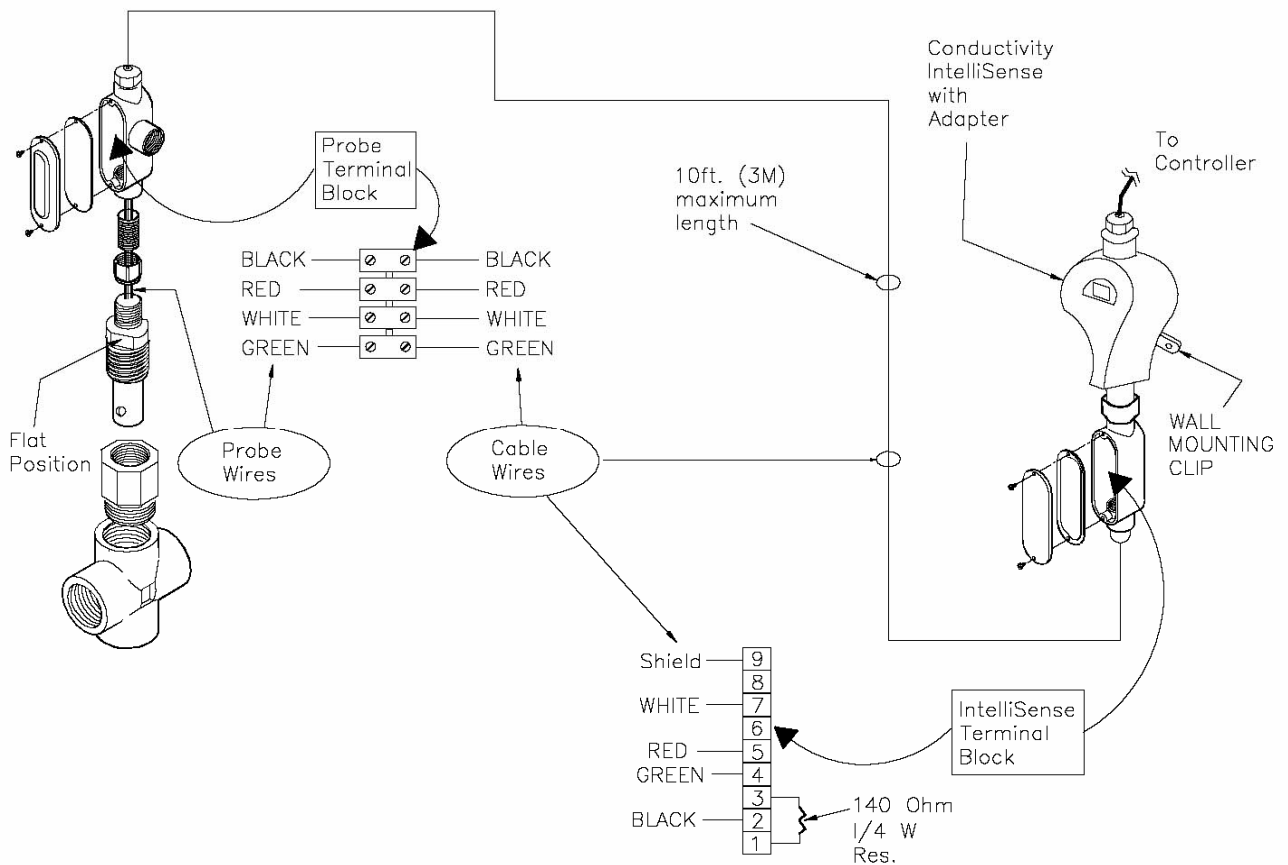 Conductivity
IntelliSense
with
Adapter
To
Controller
Probe
Terminal
Block
10ft. (3M)
maximum
length
BLACK
BLACK
RED
RED
WHITE
WHITE
GREEN
GREEN
Flat
Position
Probe
Wires
Cable
Wires
WALL
MOUNTING
CLIP
Shield
9
8
WHITE
7
6
RED
5
GREEN
4
3
BLACK
2
1
IntelliSense
Terminal
Block
140 Ohm
1/4 W
Res.